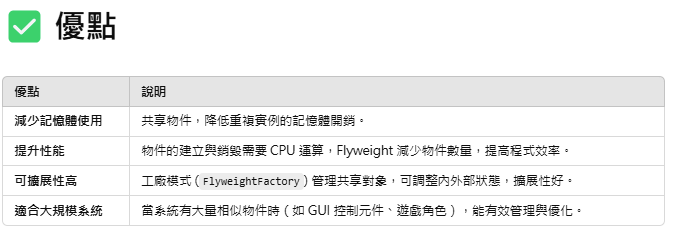 ✅ 優點
優點 說明
減少記憶體使用 共享物件，降低重複實例的記憶體開銷。
提升性能 物件的建立與銷毀需要 CPU 運算，Flyweight 減少物件數量，提高程式效率。
可擴展性高 工廠模式 (FlyweightFactory) 管理共享對象，可調整內外部狀態，擴展性好。
適合大規模系統 當系統有大量相似物件時（如 GUI 控制元件、遊戲角色），能有效管理與優化。